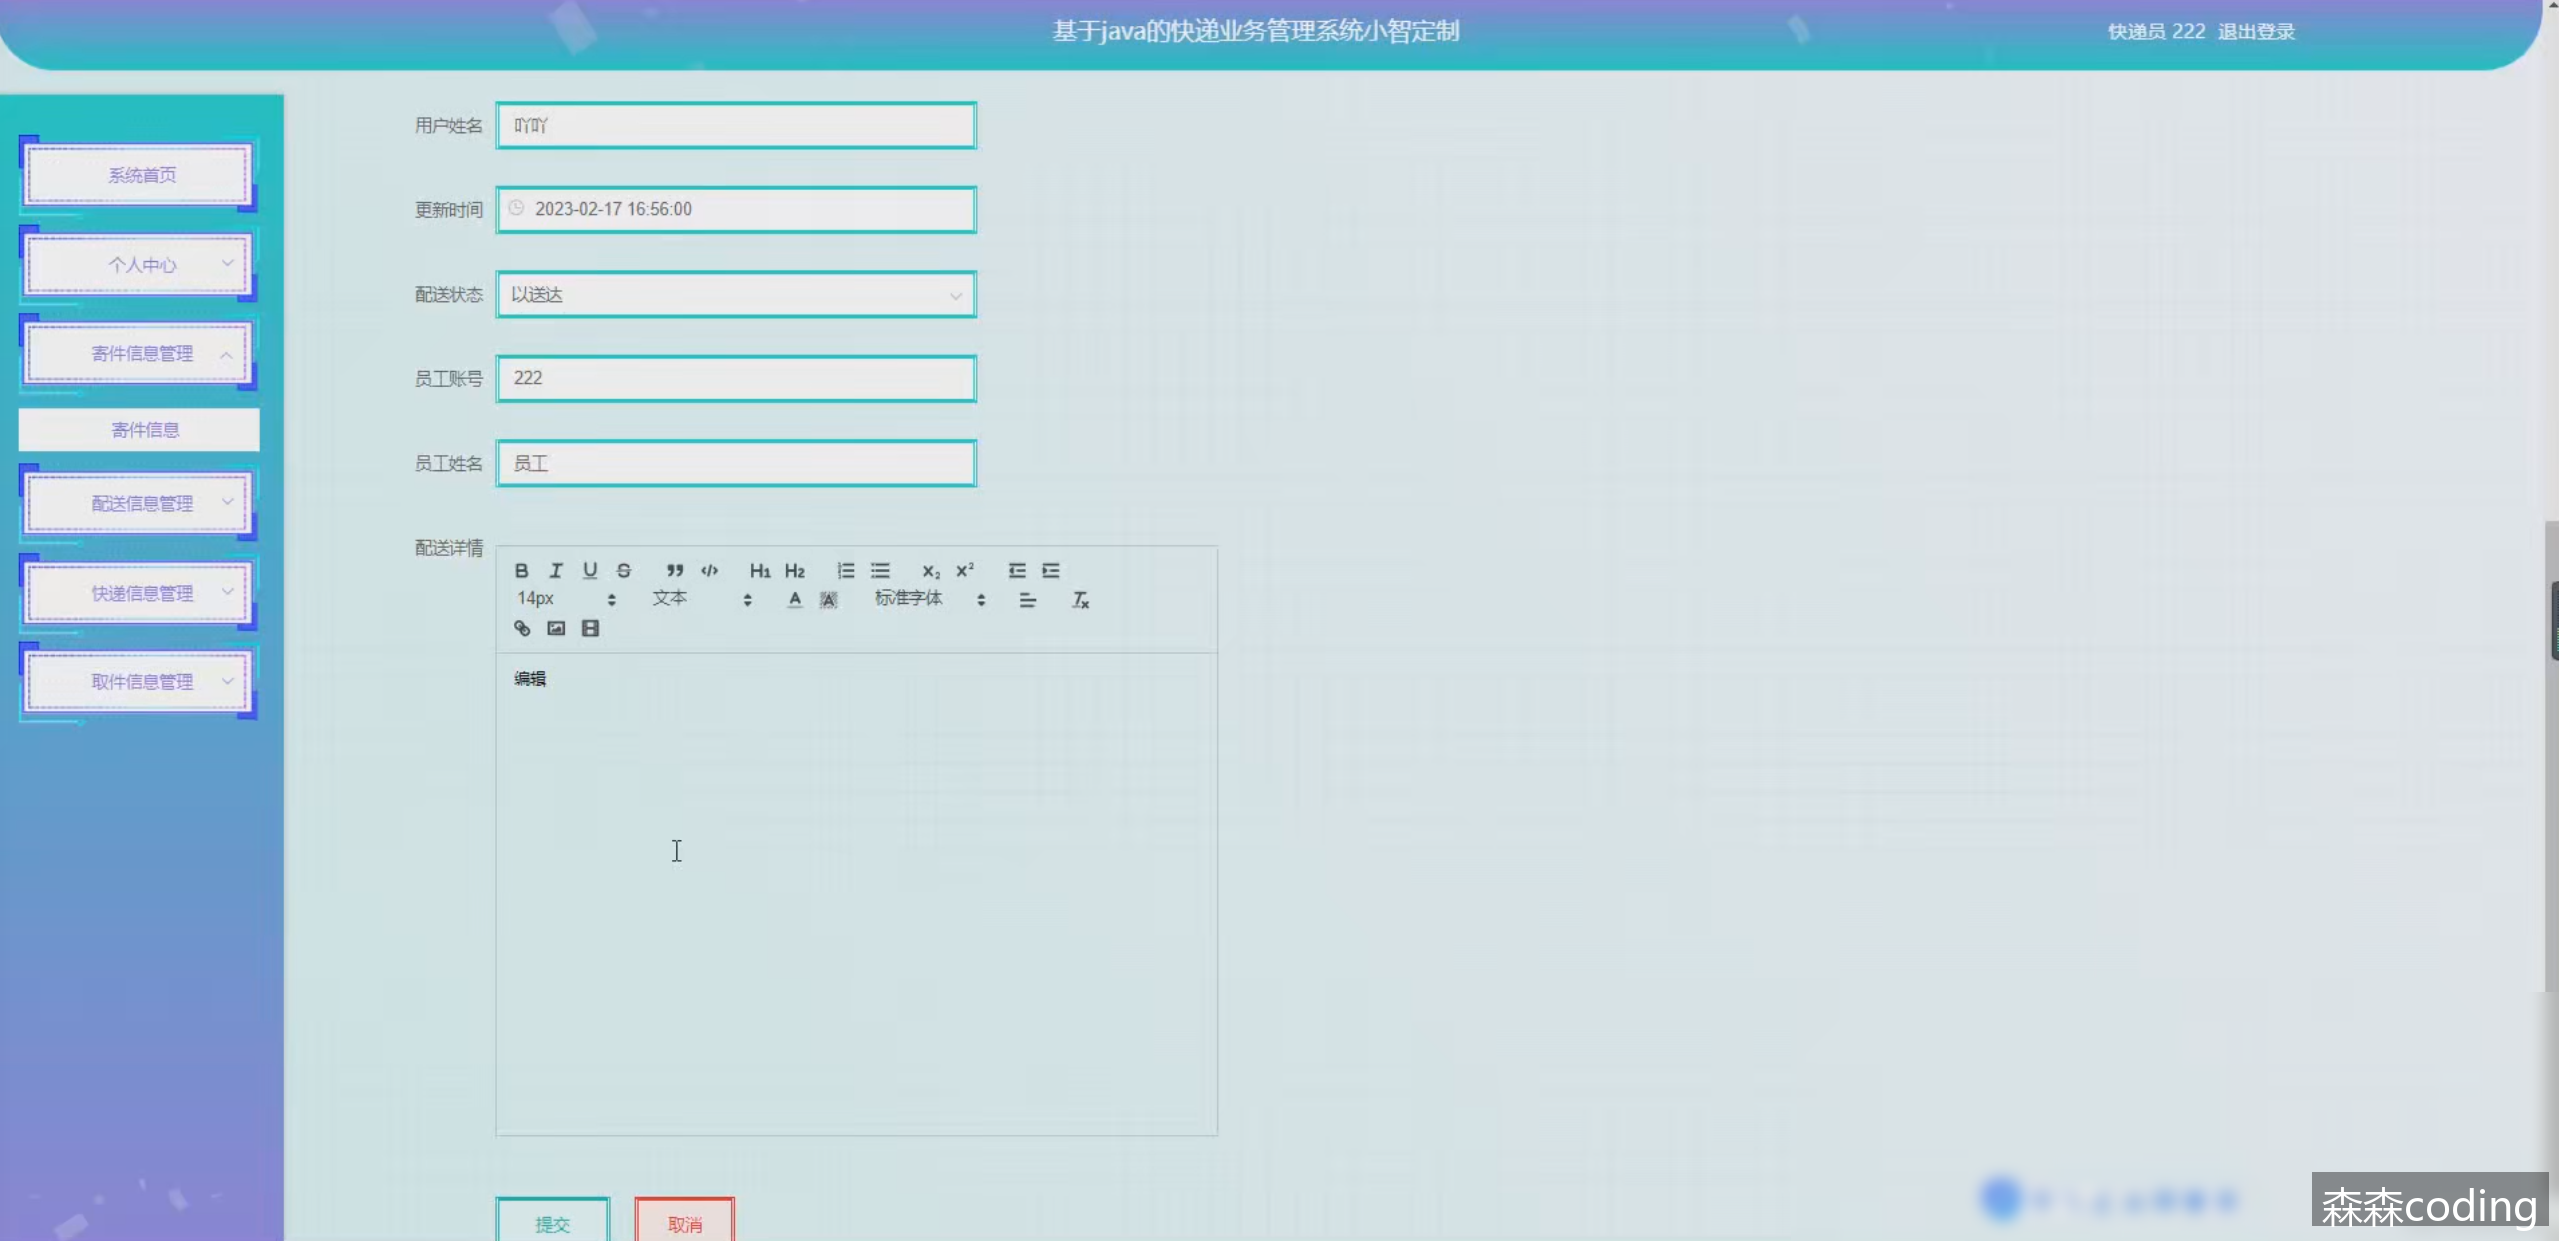 基于java的快递业务管理系统小智定制
快递员 222 退出登录
系统首页
个人中心
寄件信息管理
寄件信息
配送信息管理
快递信息管理
取件信息管理
用户姓名 吖吖
更新时间 2023-02-17 16:56:00
配送状态 以送达
员工账号 222
员工姓名 员工
配送详情
B I U S H1 H2 X2 X2
14px 文本 A A 标准字体 Tx
编辑
提交 取消
森森coding